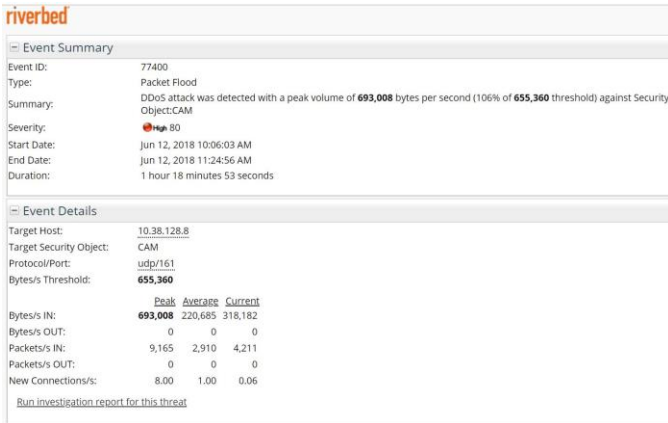 riverbed
Event Summary
Event ID: 77400
Type: Packet Flood
Summary: DDoS attack was detected with a peak volume of 693,008 bytes per second (106% of 655,360 threshold) against Security
Object:CAM
Severity: High 80
Start Date: Jun 12, 2018 10:06:03 AM
End Date: Jun 12, 2018 11:24:56 AM
Duration: 1 hour 18 minutes 53 seconds
Event Details
Target Host: 10.38.128.8
Target Security Object: CAM
Protocol/Port: udp/161
Bytes/s Threshold: 655,360
Peak Average Current
Bytes/s IN: 693,008 220,685 318,182
Bytes/s OUT: 0 0 0
Packets/s IN: 9,165 2,910 4,211
Packets/s OUT: 0 0 0
New Connections/s: 8.00 1.00 0.06
Run investigation report for this threat